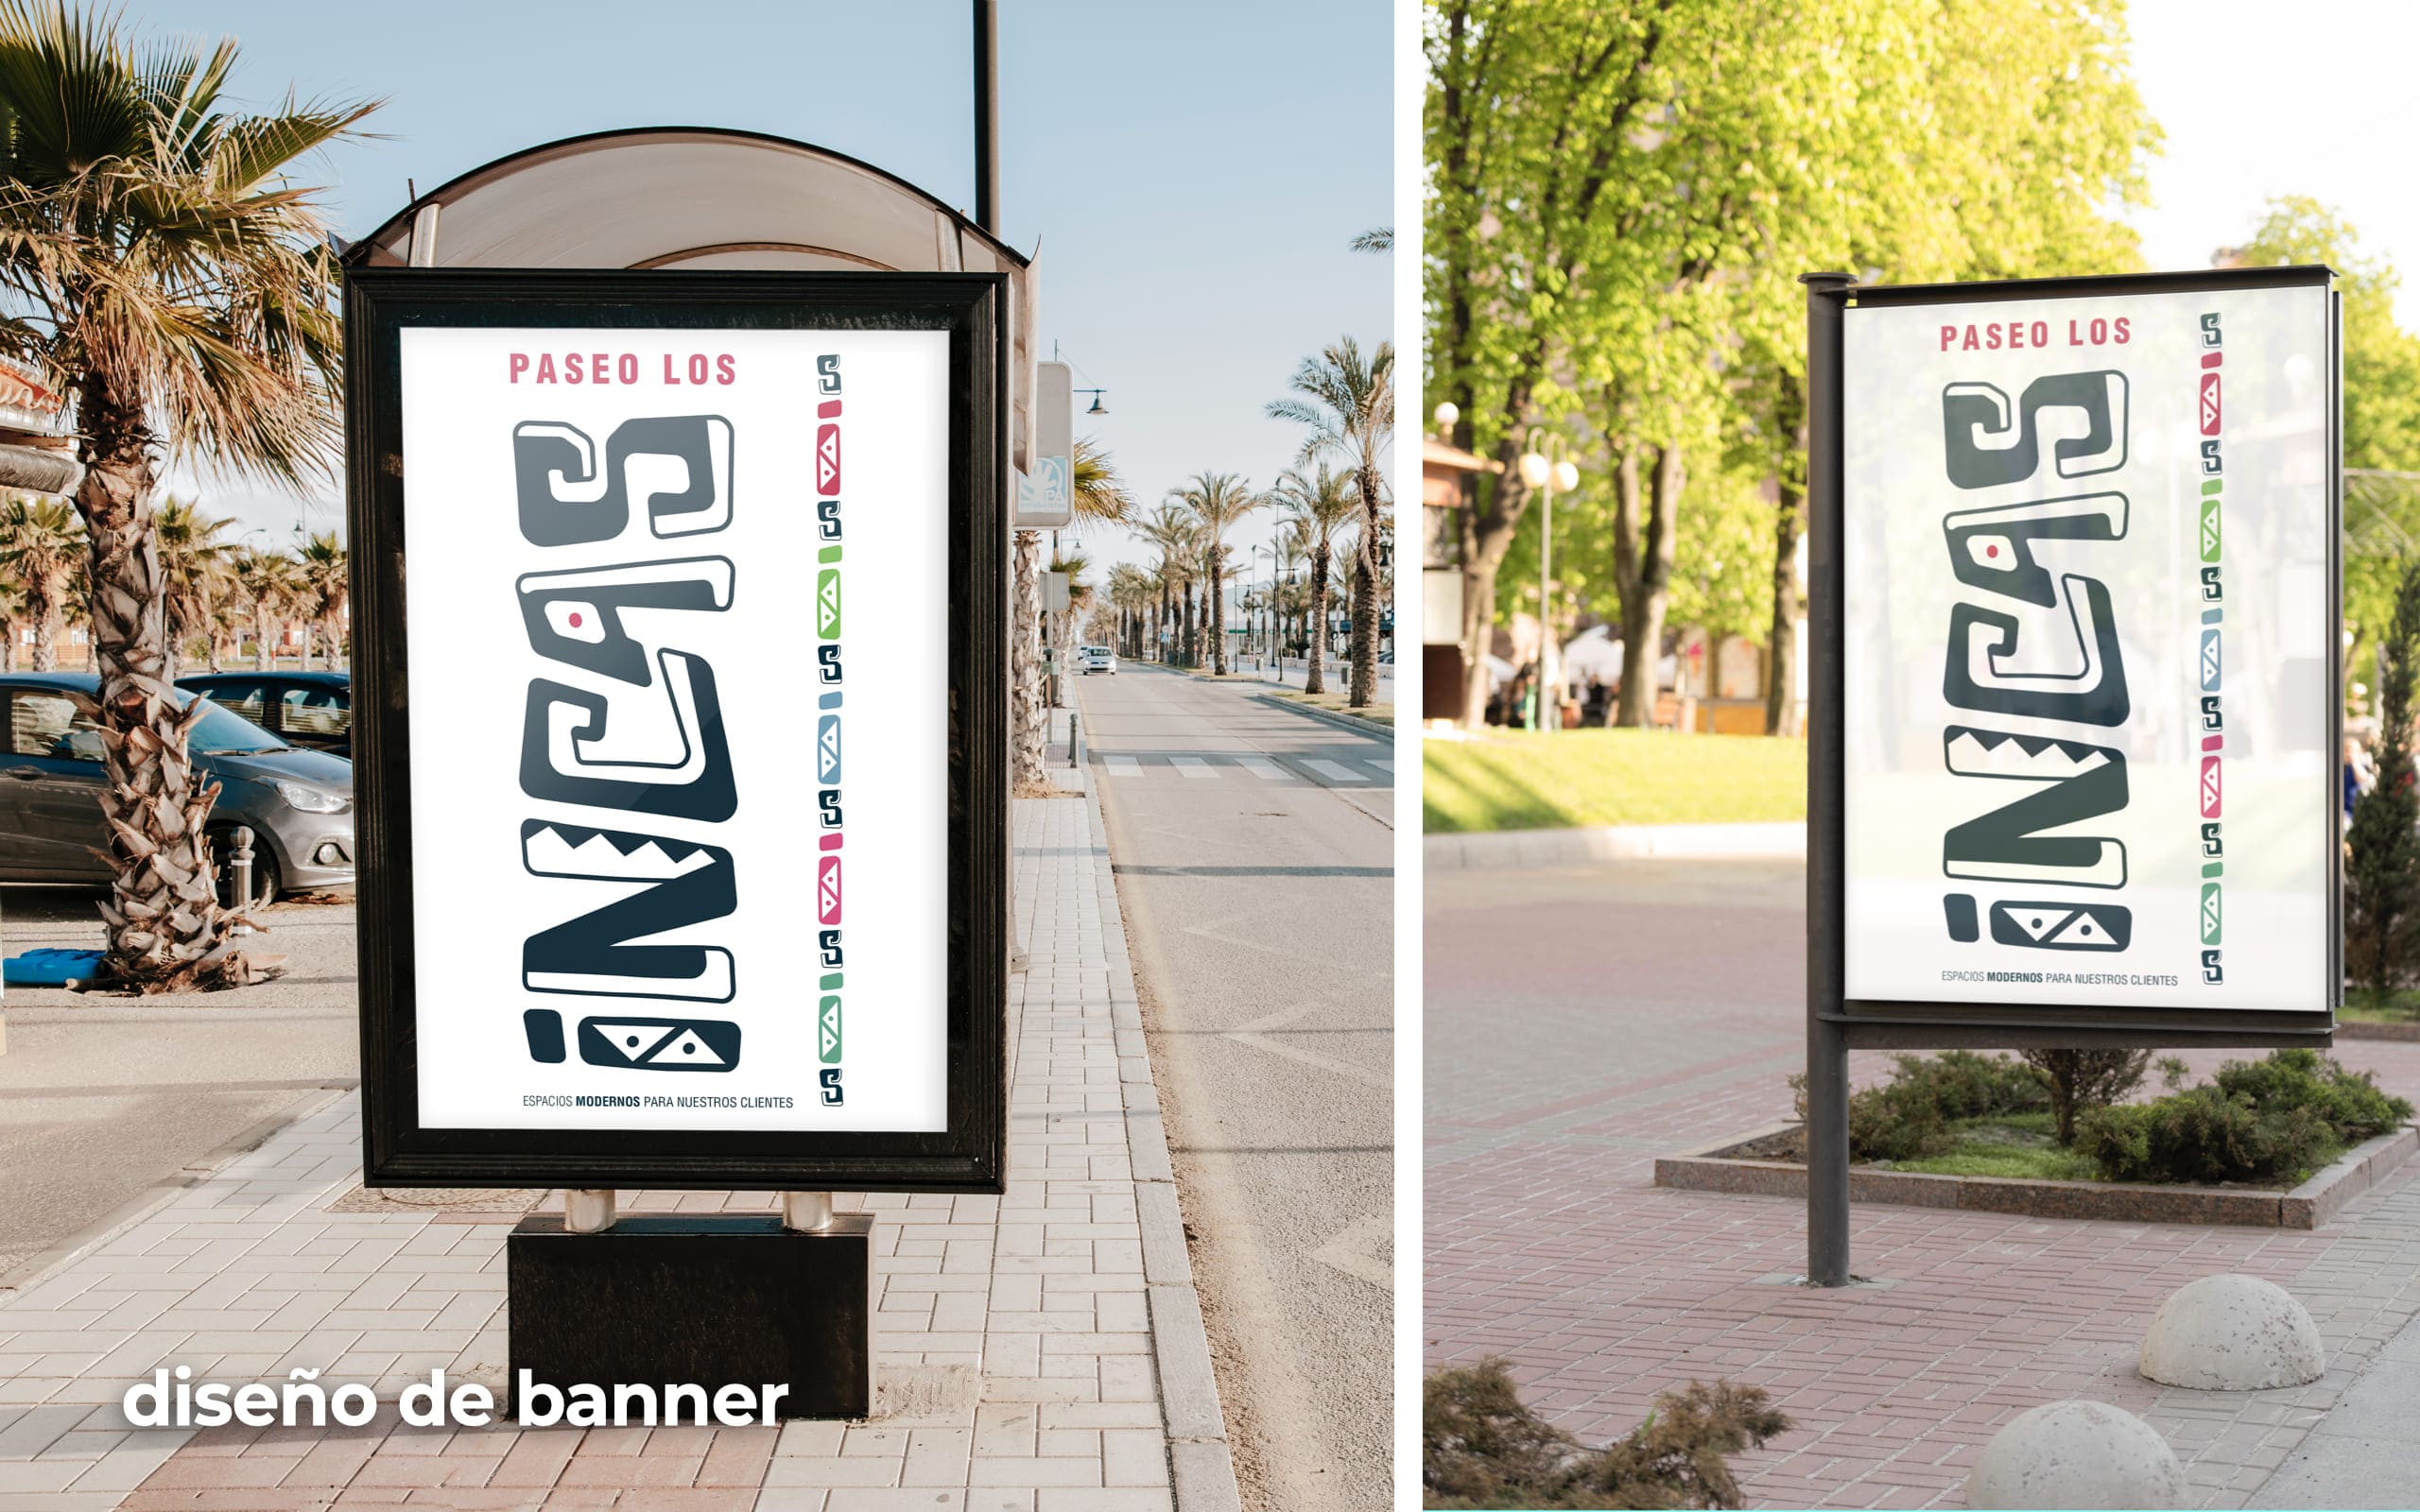 PASEO LOS
iNCAS
ESPACIOS MODERNOS PARA NUESTROS CLIENTES
diseño de banner
PASEO LOS
iNCAS
ESPACIOS MODERNOS PARA NUESTROS CLIENTES